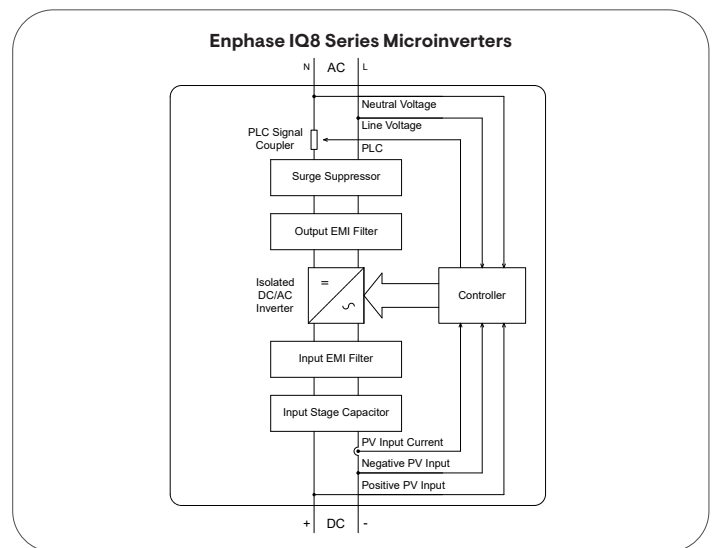 Enphase IQ8 Series Microinverters
N AC L
Neutral Voltage
Line Voltage
PLC Signal
Coupler
PLC
Surge Suppressor
Output EMI Filter
Isolated
DC/AC
Inverter
=
∿
Controller
Input EMI Filter
Input Stage Capacitor
PV Input Current
Negative PV Input
Positive PV Input
+ DC -